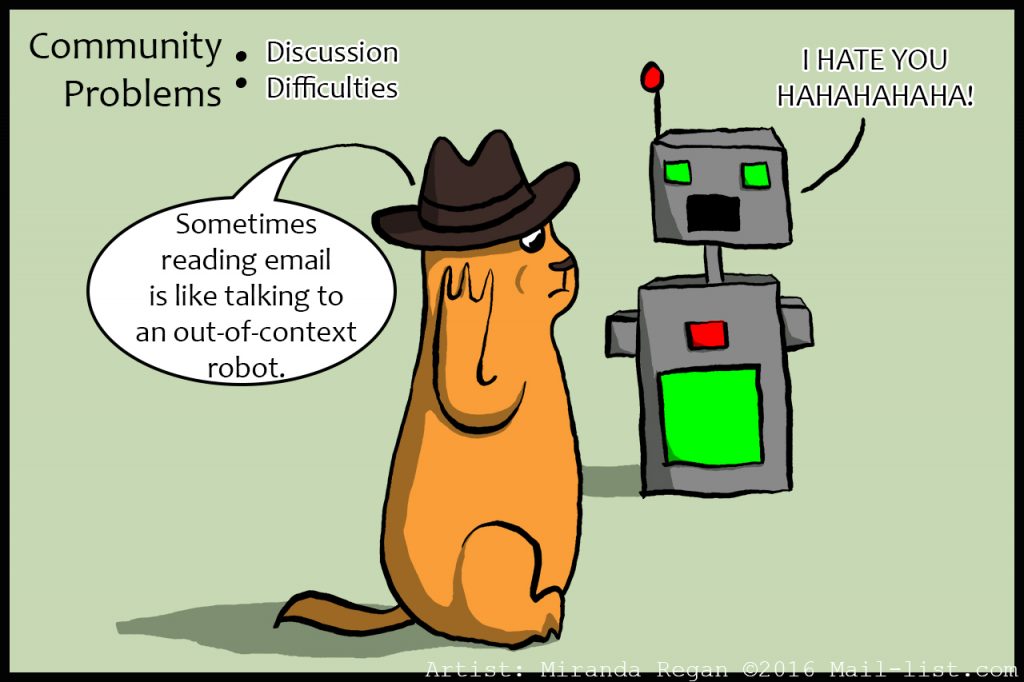 Community
Problems
• Discussion
• Difficulties
I HATE YOU
HAHAHAHAHA!
Sometimes
reading email
is like talking to
an out-of-context
robot.
Artist: Miranda Regan ©2016 Mail-list.com